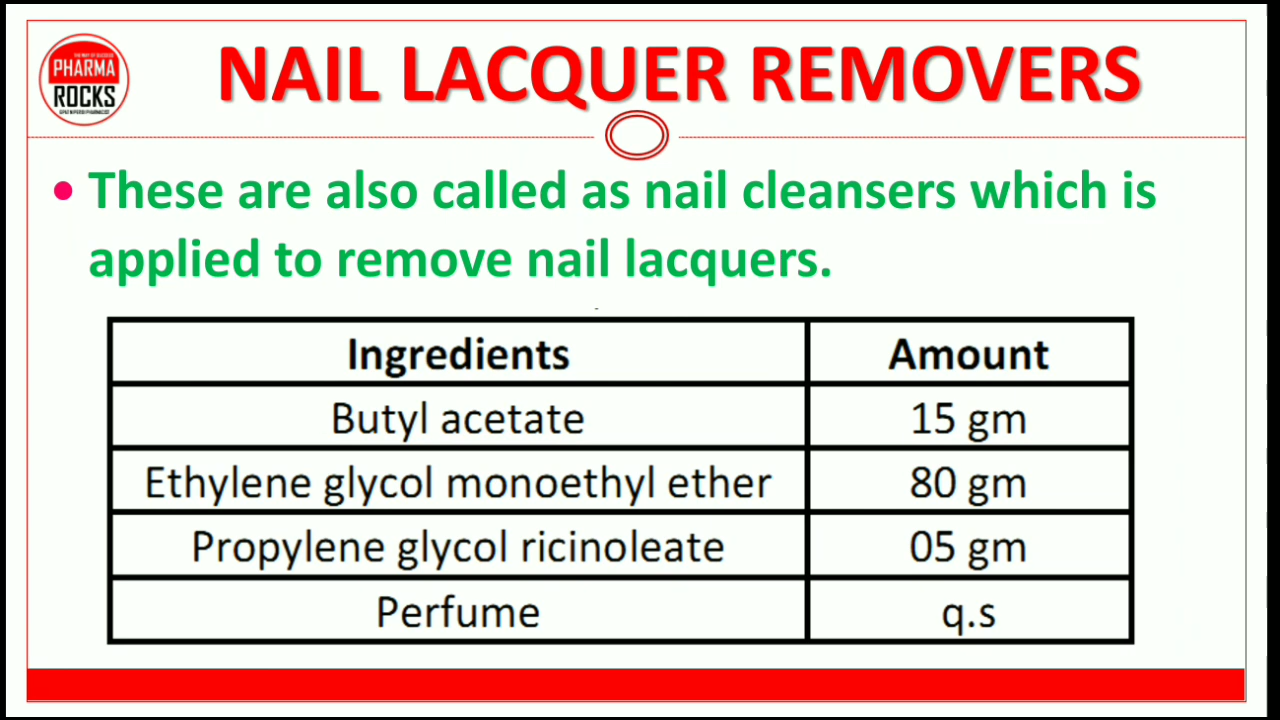 PHARMA
ROCKS
NAIL LACQUER REMOVERS
• These are also called as nail cleansers which is
applied to remove nail lacquers.
Ingredients Amount
Butyl acetate 15 gm
Ethylene glycol monoethyl ether 80 gm
Propylene glycol ricinoleate 05 gm
Perfume q.s